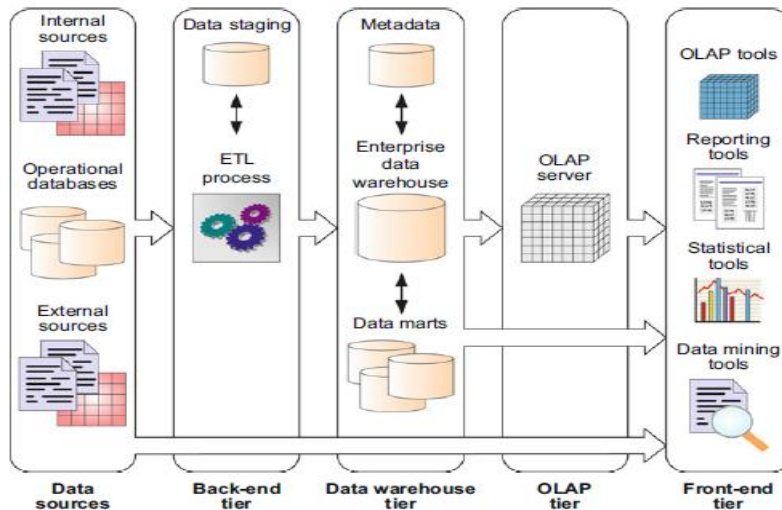 Internal
sources
Operational
databases
External
sources
Data
sources
Data staging
ETL
process
Back-end
tier
Metadata
Enterprise
data
warehouse
Data marts
Data warehouse
tier
OLAP
server
OLAP
tier
OLAP tools
Reporting
tools
Statistical
tools
Data mining
tools
Front-end
tier